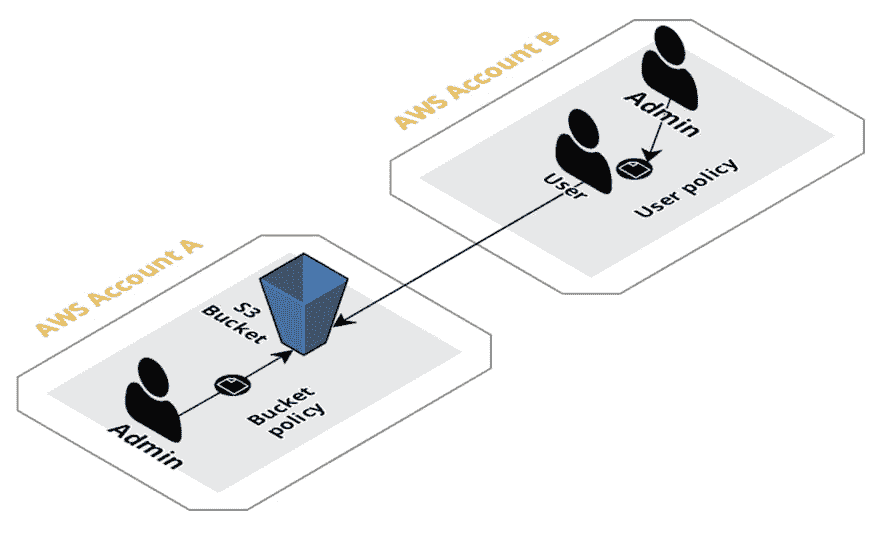 AWS Account B
Admin
User
User policy
AWS Account A
S3
Bucket
Bucket
policy
Admin